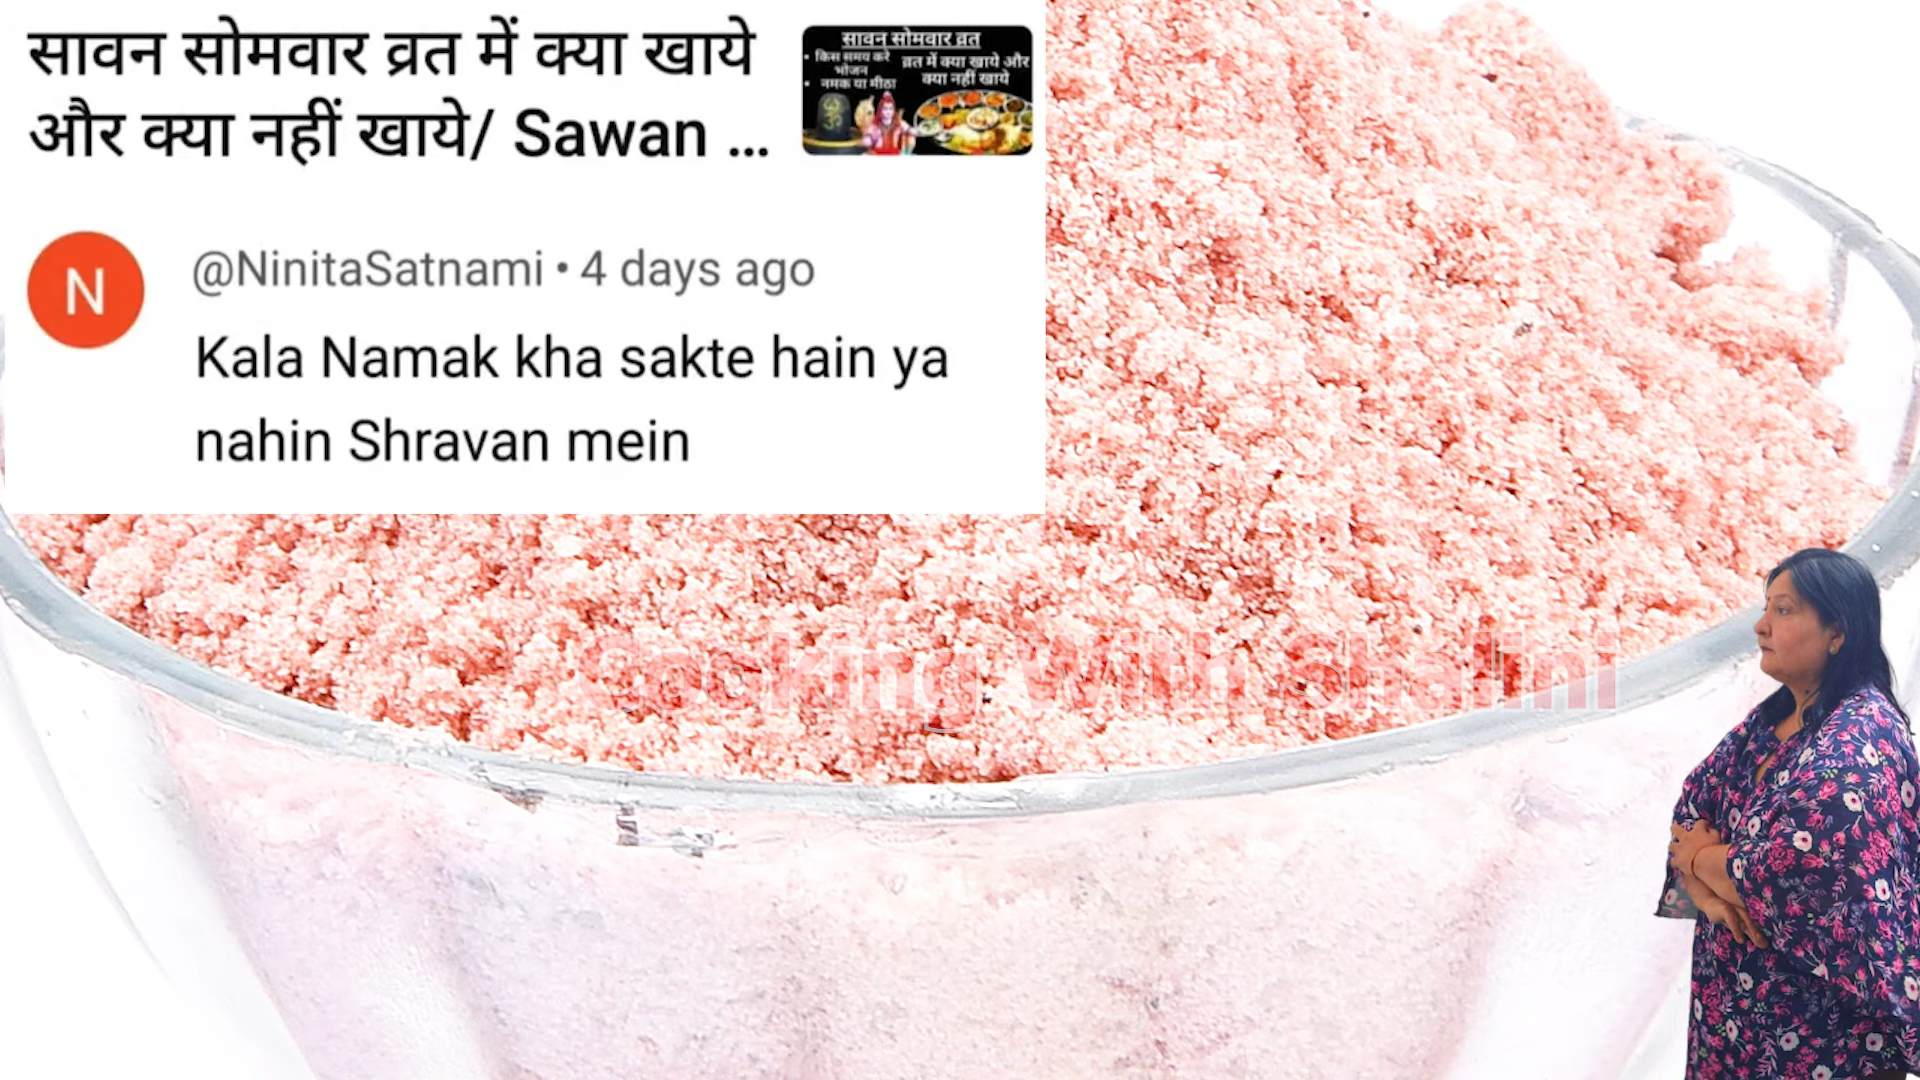 सावन सोमवार व्रत में क्या खाये
और क्या नहीं खाये/ Sawan ...
सावन सोमवार व्रत
• किस समय करे
भोजन
• नमक या मीठा
व्रत में क्या खाये और
क्या नहीं खाये
N
@NinitaSatnami • 4 days ago
Kala Namak kha sakte hain ya
nahin Shravan mein
Cooking With Shalini